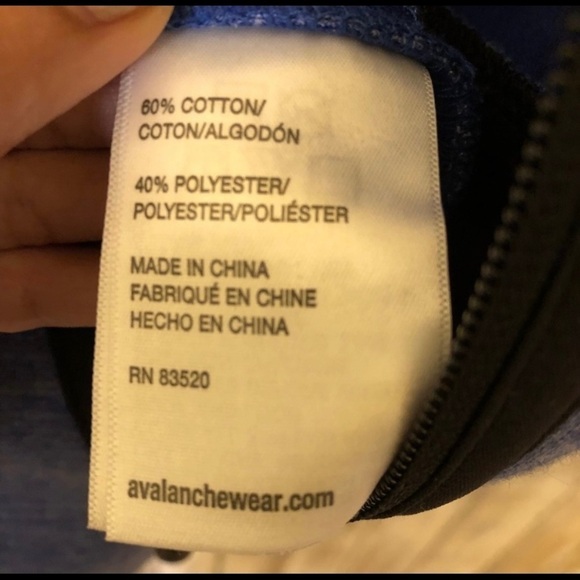 60% COTTON/
COTON/ALGODÓN
40% POLYESTER/
POLYESTER/POLIÉSTER
MADE IN CHINA
FABRIQUÉ EN CHINE
HECHO EN CHINA
RN 83520
avalanchewear.com